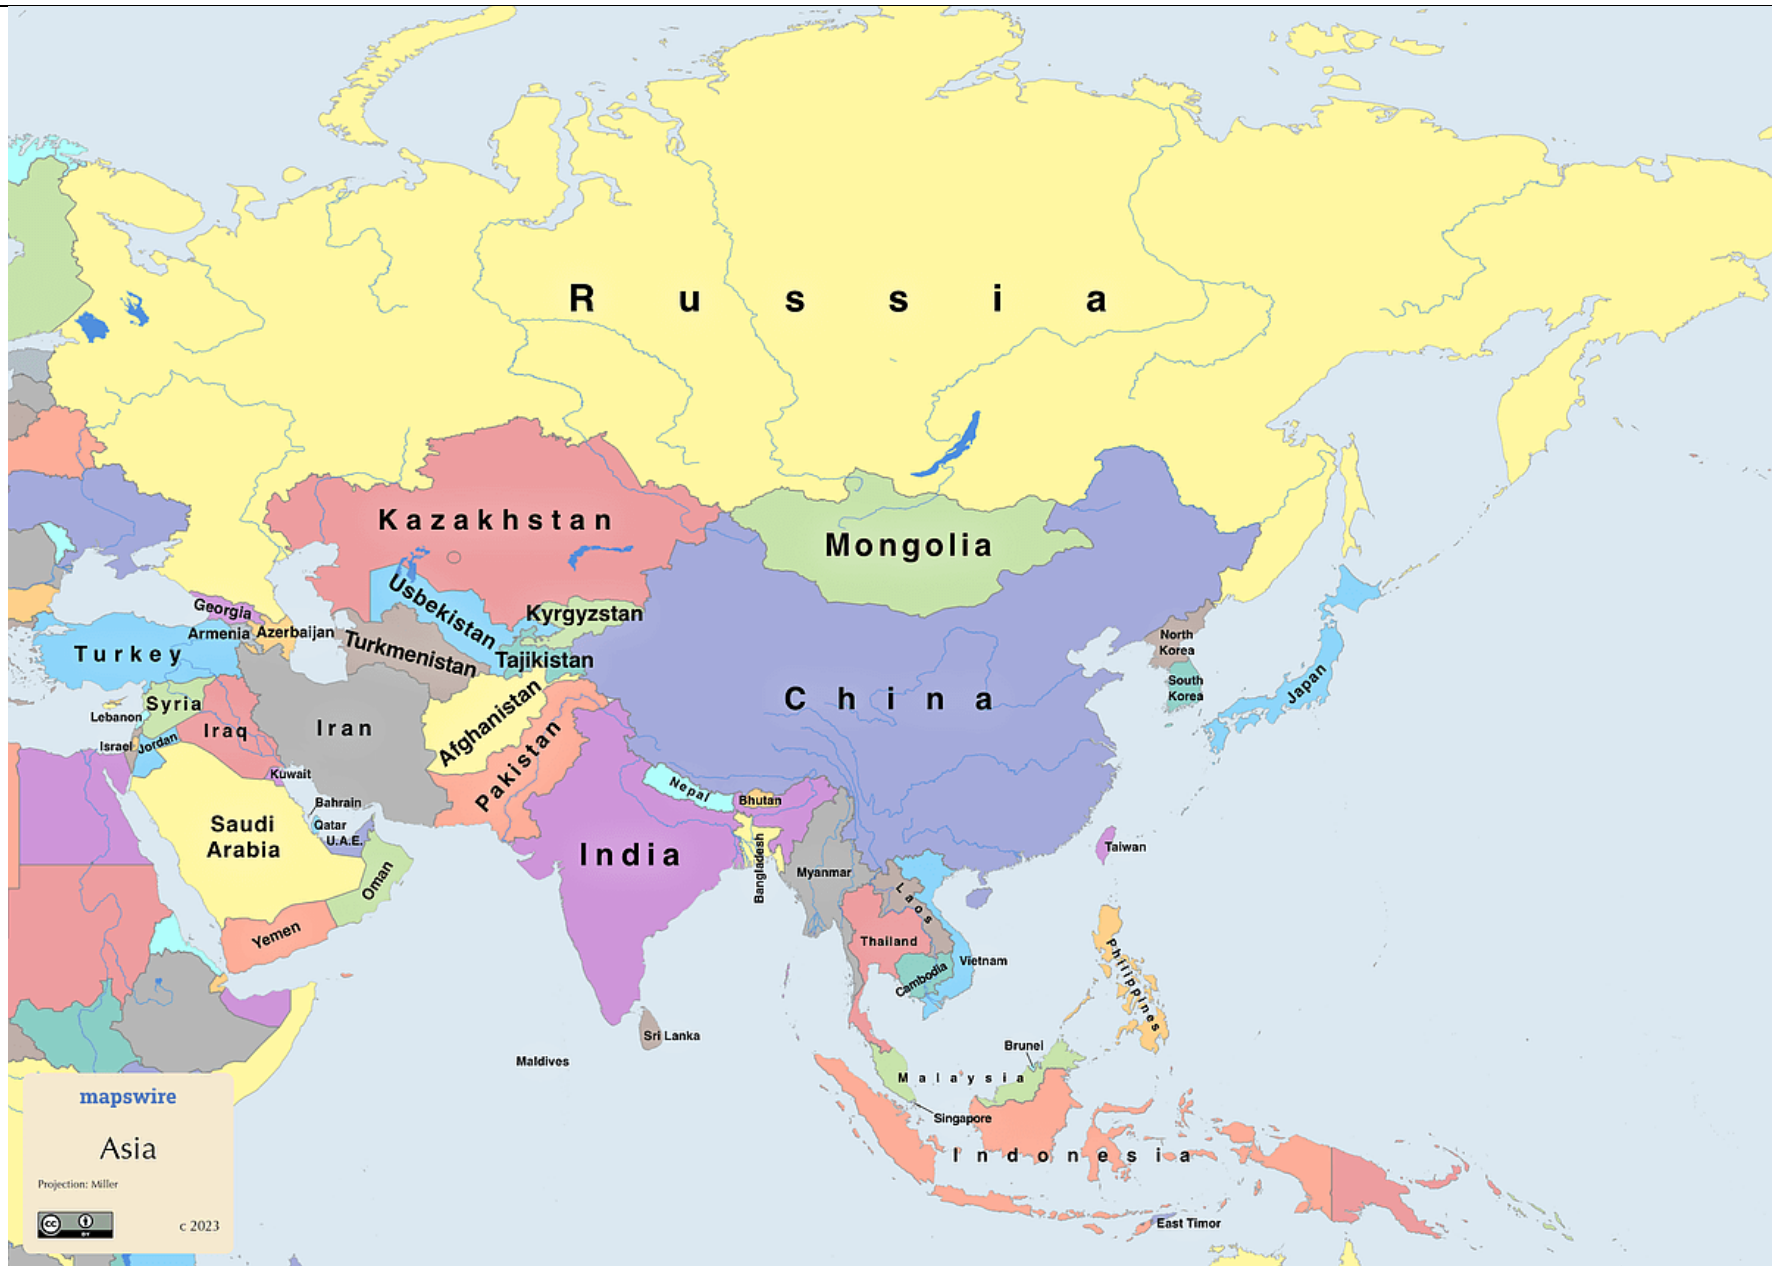 R u s s i a
Kazakhstan
Mongolia
Usbekistan
Kyrgyzstan
Georgia
Armenia
Azerbaijan
Turkmenistan
Tajikistan
Turkey
North
Korea
South
Korea
Japan
C h i n a
Syria
Lebanon
Iraq
Iran
Afghanistan
Pakistan
Israel
Jordan
Kuwait
Nepal
Bhutan
Bahrain
Qatar
U.A.E.
Saudi
Arabia
India
Bangladesh
Taiwan
Oman
Myanmar
Laos
Yemen
Thailand
Vietnam
Cambodia
Philippines
Sri Lanka
Maldives
Brunei
Malaysia
Singapore
Indonesia
East Timor
mapswire
Asia
Projection: Miller
cc
BY
c 2023